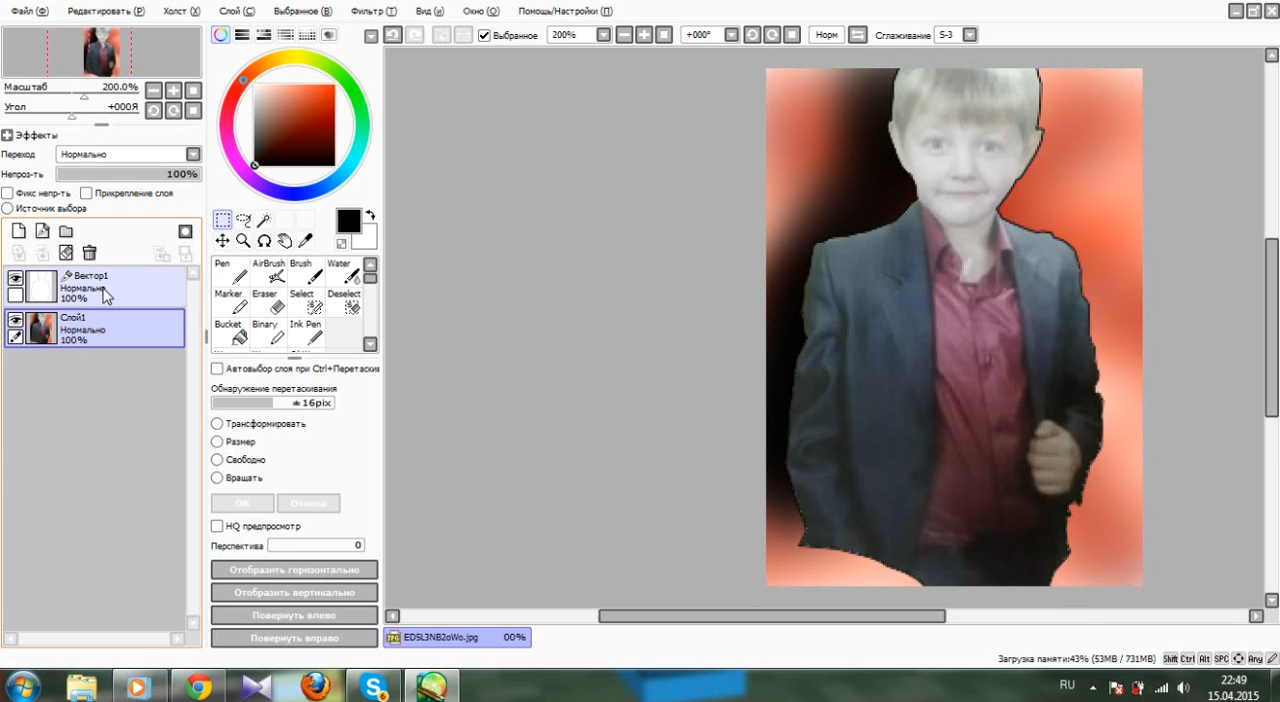 Файл (Ф) Редактировать (Р) Холст (Х) Слой (С) Выбранное (В) Фильтр (Т) Вид (и) Окно (О) Помощь/Настройки (П)
Выбранное 200% +000° Норм Сглаживание S-3
Масштаб 200.0%
Угол +000Я
Эффекты
Переход Нормально
Непроз-ть 100%
Фикс непр-ть Прикрепление слоя
Источник выбора
Вектор1
Нормально
100%
Слой1
Нормально
100%
Pen AirBrush Brush Water
Marker Eraser Select Deselect
Bucket Binary Ink Pen
Автовыбор слоя при Ctrl+Перетаскив
Обнаружение перетаскивания
16pix
Трансформировать
Размер
Свободно
Вращать
ОК Отмена
HQ предпросмотр
Перспектива 0
Отобразить горизонтально
Отобразить вертикально
Повернуть влево
Повернуть вправо
ED5L3NB2oWo.jpg 00%
Загрузка памяти:43% (53MB / 731MB) Shift Ctrl Alt SPC Any
RU
22:49
15.04.2015